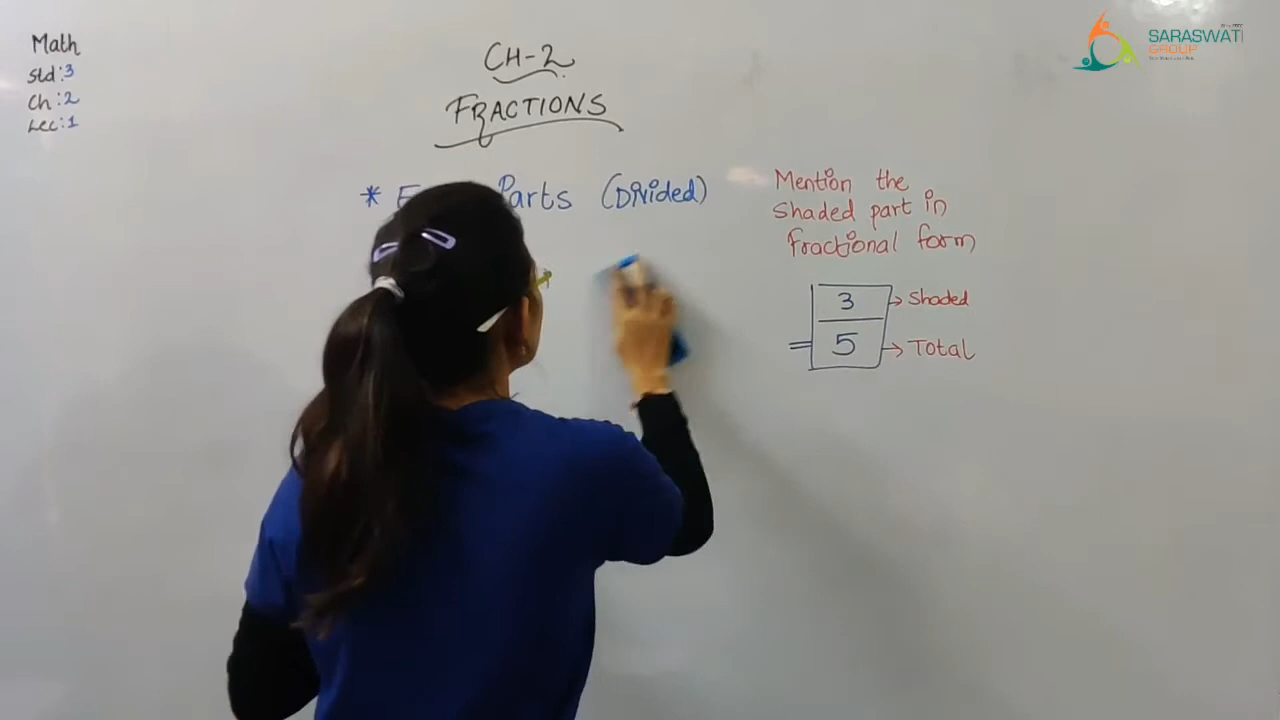 Math
Std:3
Ch:2
Lec:1
CH-2
FRACTIONS
* Parts (Divided)
Mention the
shaded part in
fractional form
3 → Shaded
= 5 → Total
SARASWATI
GROUP